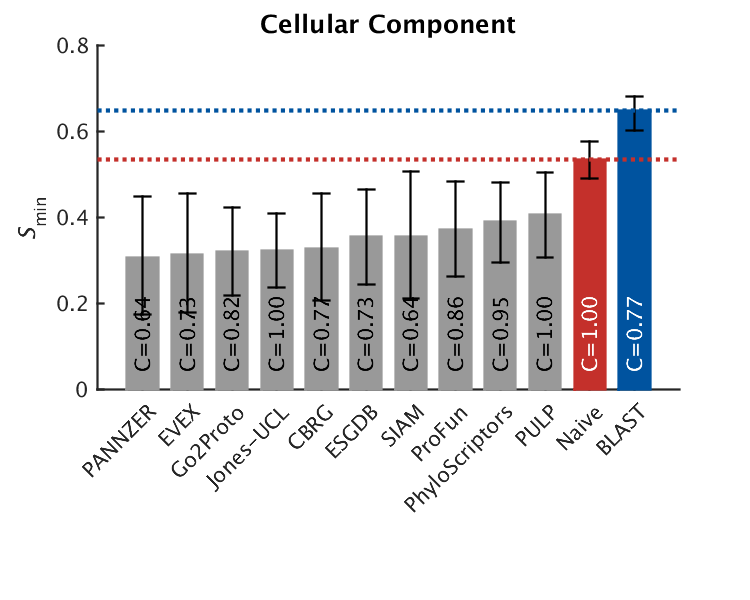 Cellular Component
0.8
0.6
0.4
0.2
0
Smin
C=0.64
C=0.73
C=0.82
C=1.00
C=0.77
C=0.73
C=0.64
C=0.86
C=0.95
C=1.00
C=1.00
C=0.77
PANNZER
EVEX
Go2Proto
Jones-UCL
CBRG
ESGDB
SIAM
ProFun
PhyloScriptors
PULP
Naive
BLAST